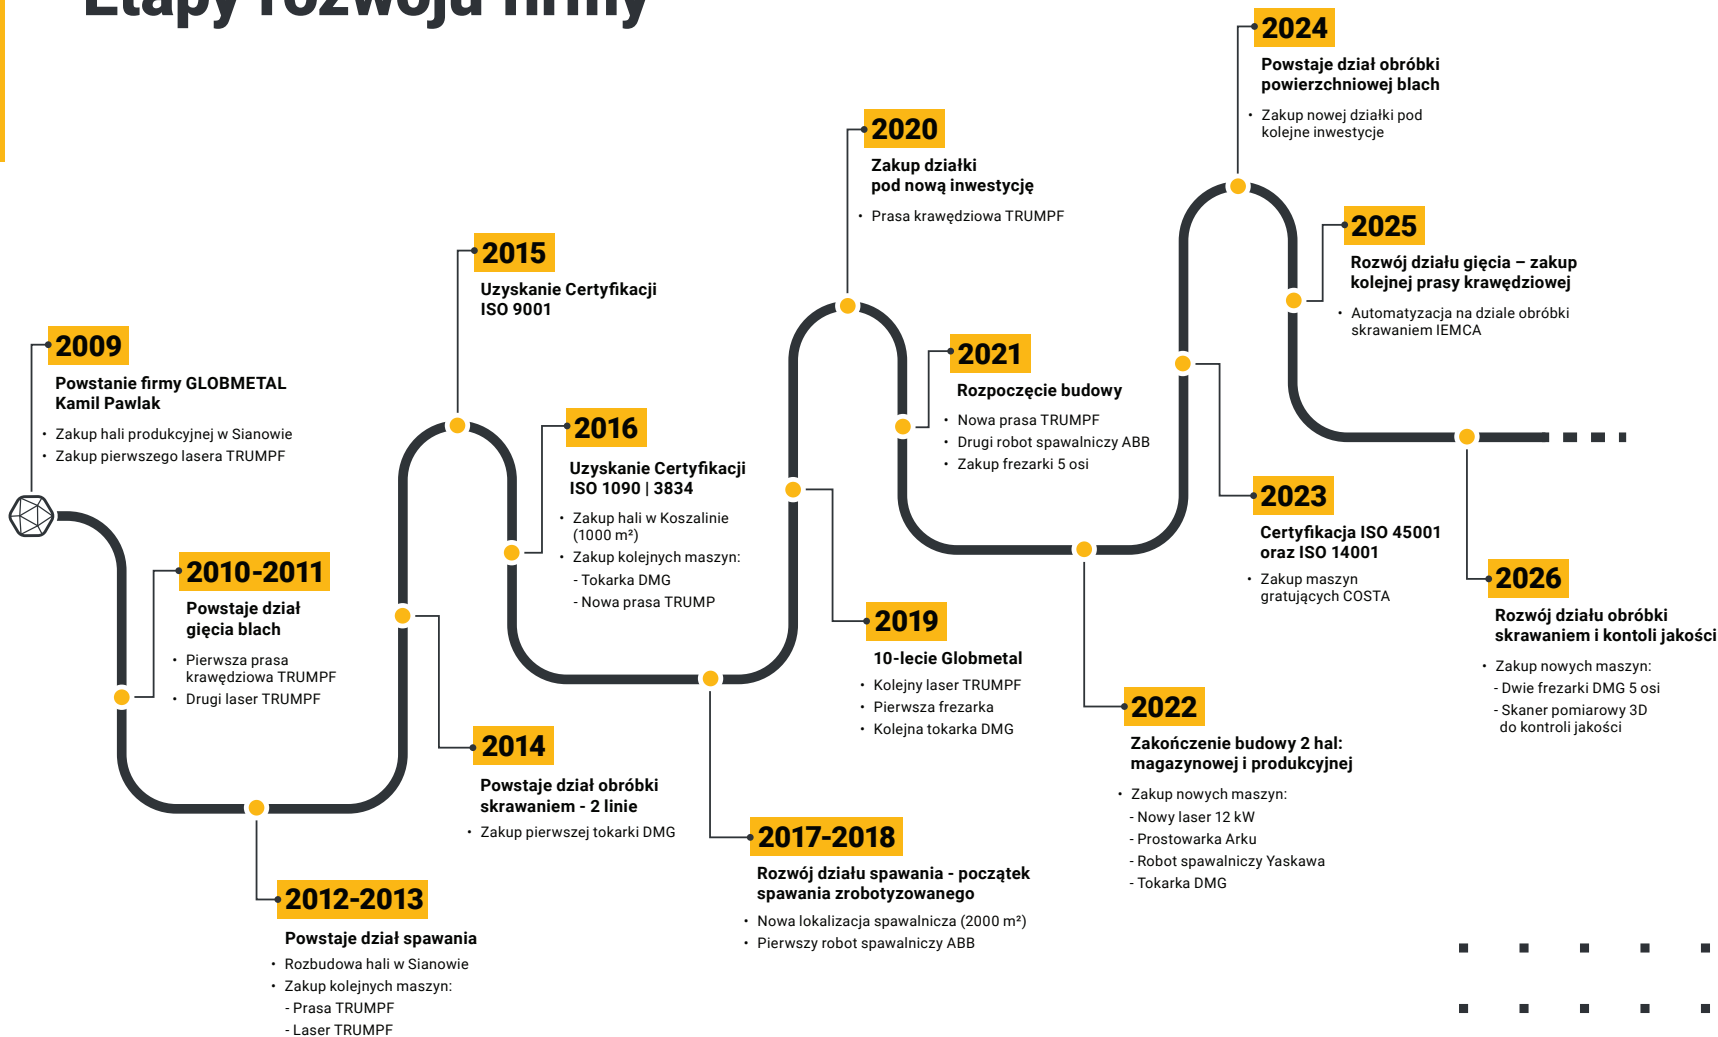 Etapy rozwoju firmy
2009
Powstanie firmy GLOBMETAL
Kamil Pawlak
• Zakup hali produkcyjnej w Sianowie
• Zakup pierwszego lasera TRUMPF
2010-2011
Powstaje dział
gięcia blach
• Pierwsza prasa
krawędziowa TRUMPF
• Drugi laser TRUMPF
2012-2013
Powstaje dział spawania
• Rozbudowa hali w Sianowie
• Zakup kolejnych maszyn:
- Prasa TRUMPF
- Laser TRUMPF
2014
Powstaje dział obróbki
skrawaniem - 2 linie
• Zakup pierwszej tokarki DMG
2015
Uzyskanie Certyfikacji
ISO 9001
2016
Uzyskanie Certyfikacji
ISO 1090 | 3834
• Zakup hali w Koszalinie
(1000 m²)
• Zakup kolejnych maszyn:
- Tokarka DMG
- Nowa prasa TRUMP
2017-2018
Rozwój działu spawania - początek
spawania zrobotyzowanego
• Nowa lokalizacja spawalnicza (2000 m²)
• Pierwszy robot spawalniczy ABB
2019
10-lecie Globmetal
• Kolejny laser TRUMPF
• Pierwsza frezarka
• Kolejna tokarka DMG
2020
Zakup działki
pod nową inwestycję
• Prasa krawędziowa TRUMPF
2021
Rozpoczęcie budowy
• Nowa prasa TRUMPF
• Drugi robot spawalniczy ABB
• Zakup frezarki 5 osi
2022
Zakończenie budowy 2 hal:
magazynowej i produkcyjnej
• Zakup nowych maszyn:
- Nowy laser 12 kW
- Prostowarka Arku
- Robot spawalniczy Yaskawa
- Tokarka DMG
2023
Certyfikacja ISO 45001
oraz ISO 14001
• Zakup maszyn
gratujących COSTA
2024
Powstaje dział obróbki
powierzchniowej blach
• Zakup nowej działki pod
kolejne inwestycje
2025
Rozwój działu gięcia – zakup
kolejnej prasy krawędziowej
• Automatyzacja na dziale obróbki
skrawaniem IEMCA
2026
Rozwój działu obróbki
skrawaniem i kontoli jakości
• Zakup nowych maszyn:
- Dwie frezarki DMG 5 osi
- Skaner pomiarowy 3D
do kontroli jakości